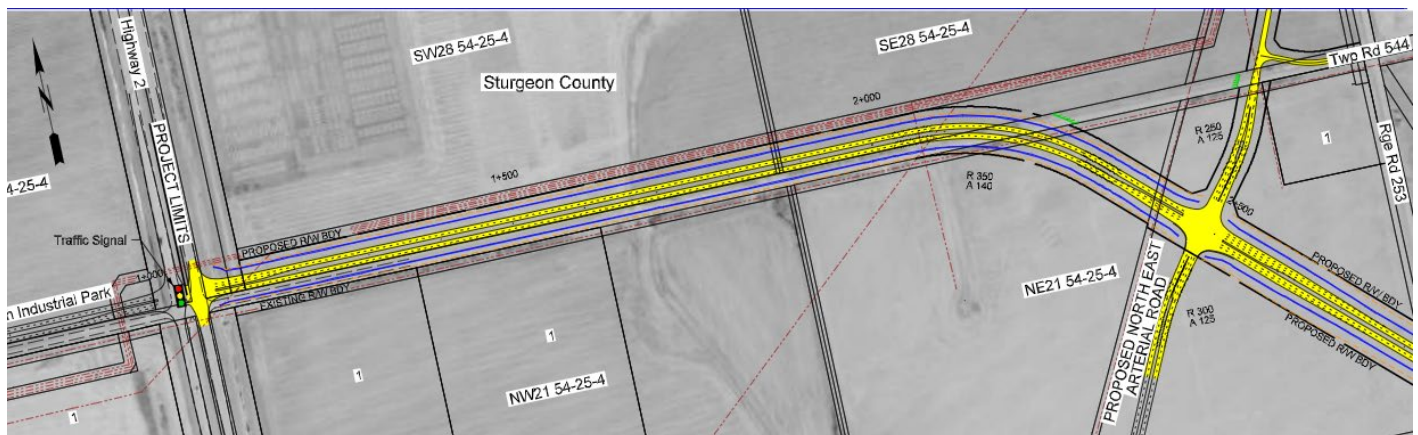 Highway 2
SW28 54-25-4
SE28 54-25-4
Sturgeon County
Twp Rd 544
PROJECT LIMITS
2+000
R 250
A 125
1
Rge Rd 253
4-25-4
1+500
R 350
A 140
2+500
Traffic Signal
PROPOSED R/W BDY
1+000
n Industrial Park
EXISTING R/W BDY
NE21 54-25-4
PROPOSED R/W BDY
PROPOSED NORTH EAST
ARTERIAL ROAD
R 300
A 125
PROPOSED R/W BDY
1
1
NW21 54-25-4
1
N